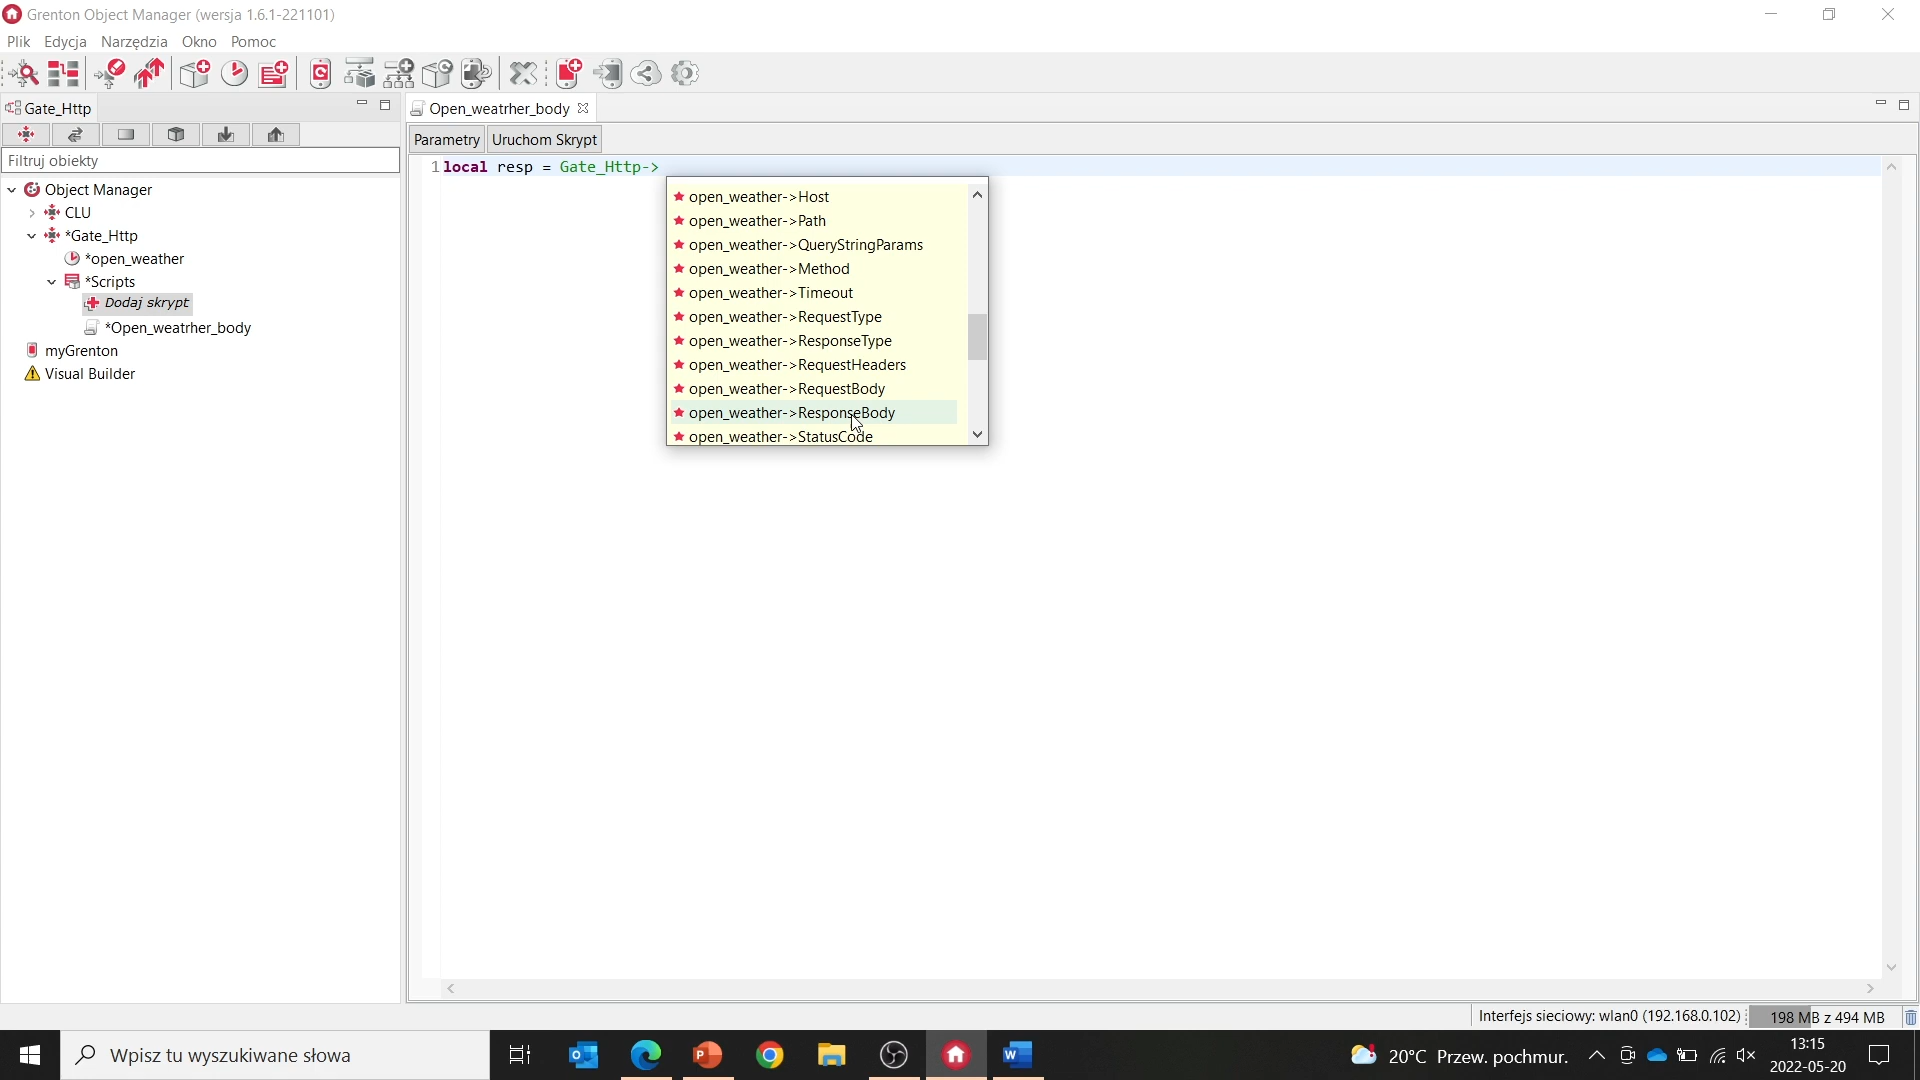 Grenton Object Manager (wersja 1.6.1-221101)
Plik Edycja Narzędzia Okno Pomoc
Gate_Http
Open_weatrher_body
Parametry Uruchom Skrypt
Filtruj obiekty
1 local resp = Gate_Http->
Object Manager
CLU
*Gate_Http
*open_weather
*Scripts
Dodaj skrypt
*Open_weatrher_body
myGrenton
Visual Builder
open_weather->Host
open_weather->Path
open_weather->QueryStringParams
open_weather->Method
open_weather->Timeout
open_weather->RequestType
open_weather->ResponseType
open_weather->RequestHeaders
open_weather->RequestBody
open_weather->ResponseBody
open_weather->StatusCode
Interfejs sieciowy: wlan0 (192.168.0.102) 198 MB z 494 MB
Wpisz tu wyszukiwane słowa
20°C Przew. pochmur.
13:15
2022-05-20